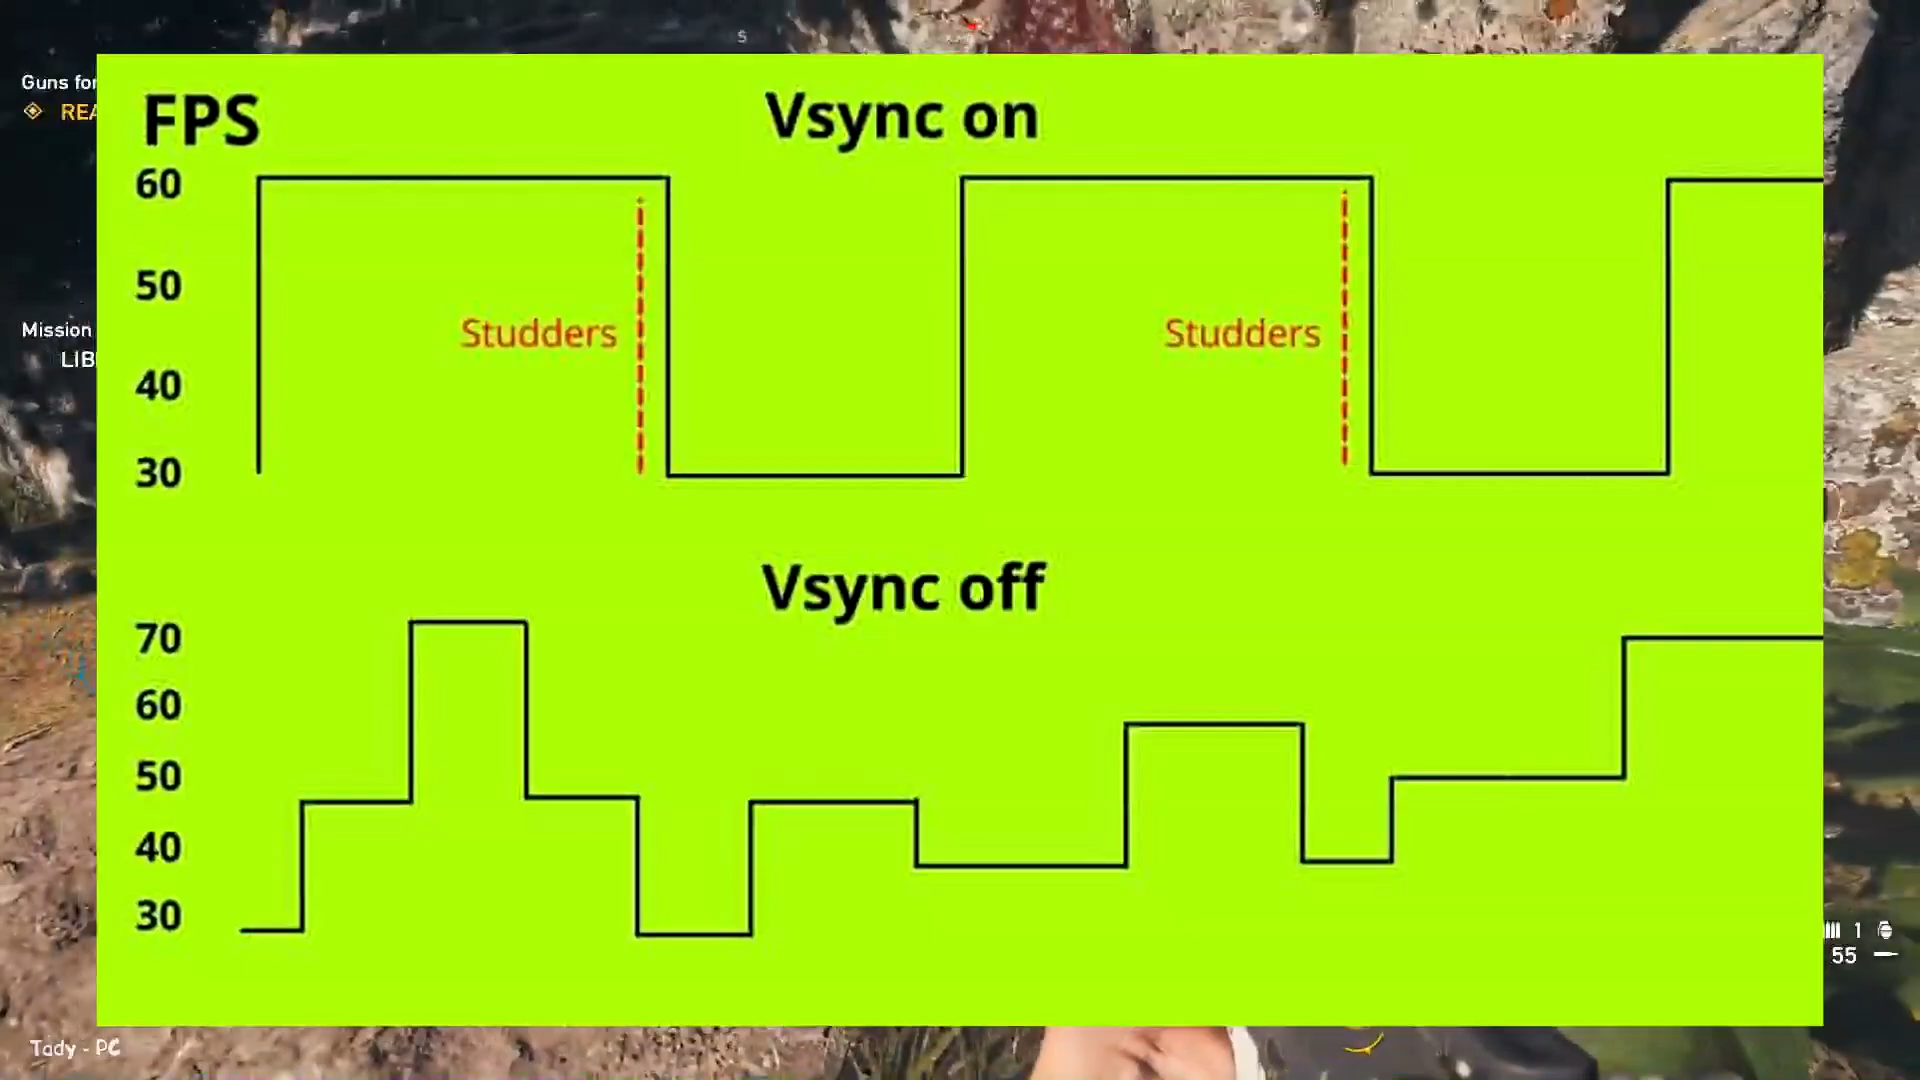 S
Guns for
REA
FPS
Vsync on
60
50
Studders
Studders
Mission
LIB
40
30
Vsync off
70
60
50
40
30
1
55
Tady - PC